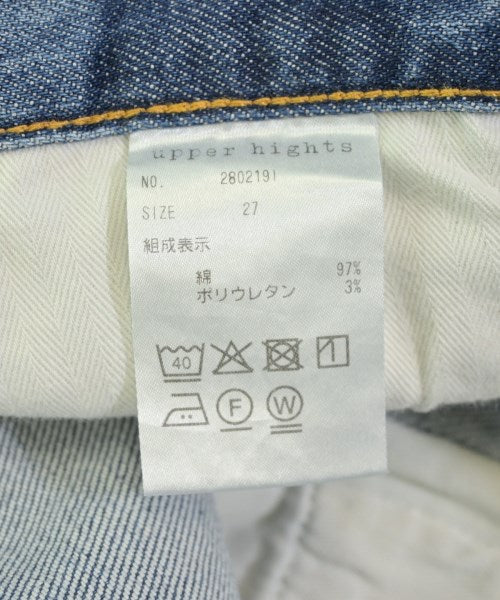 upper hights
NO. 2802191
SIZE 27
組成表示
綿 97%
ポリウレタン 3%
40
F W